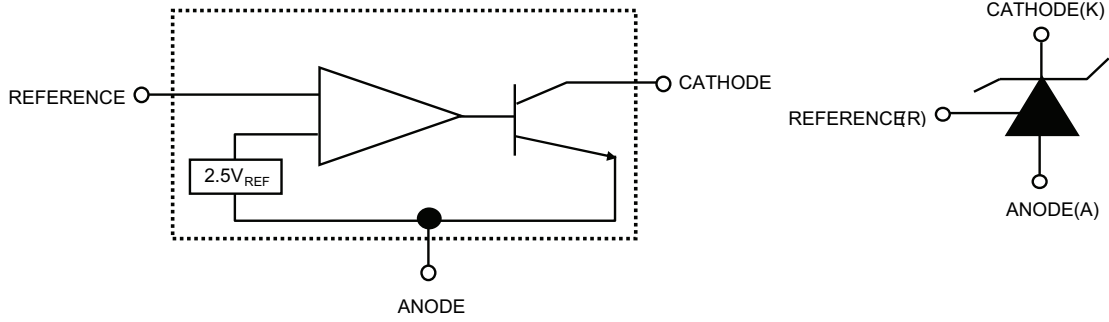 REFERENCE
2.5VREF
CATHODE
ANODE
CATHODE(K)
REFERENCE(R)
ANODE(A)